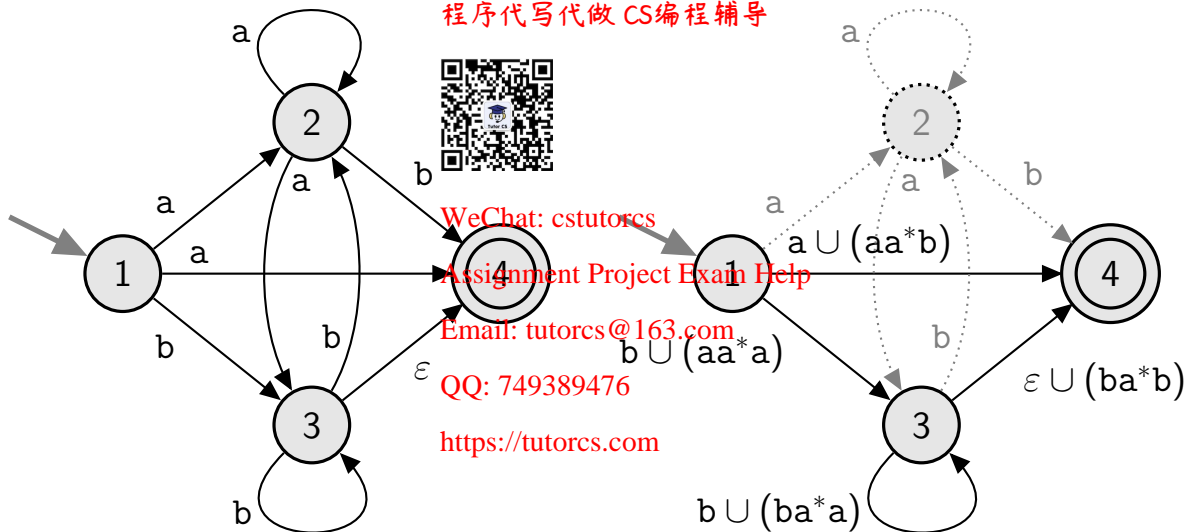 程序代写代做 CS编程辅导
Tutor CS
a
2
a
b
a
1
a
4
b
b
ε
3
b
WeChat: cstutorcs
Assignment Project Exam Help
Email: tutorcs@163.com
QQ: 749389476
https://tutorcs.com
a
2
a
b
a
a ∪ (aa*b)
1
4
b
b ∪ (aa*a)
ε ∪ (ba*b)
3
b ∪ (ba*a)